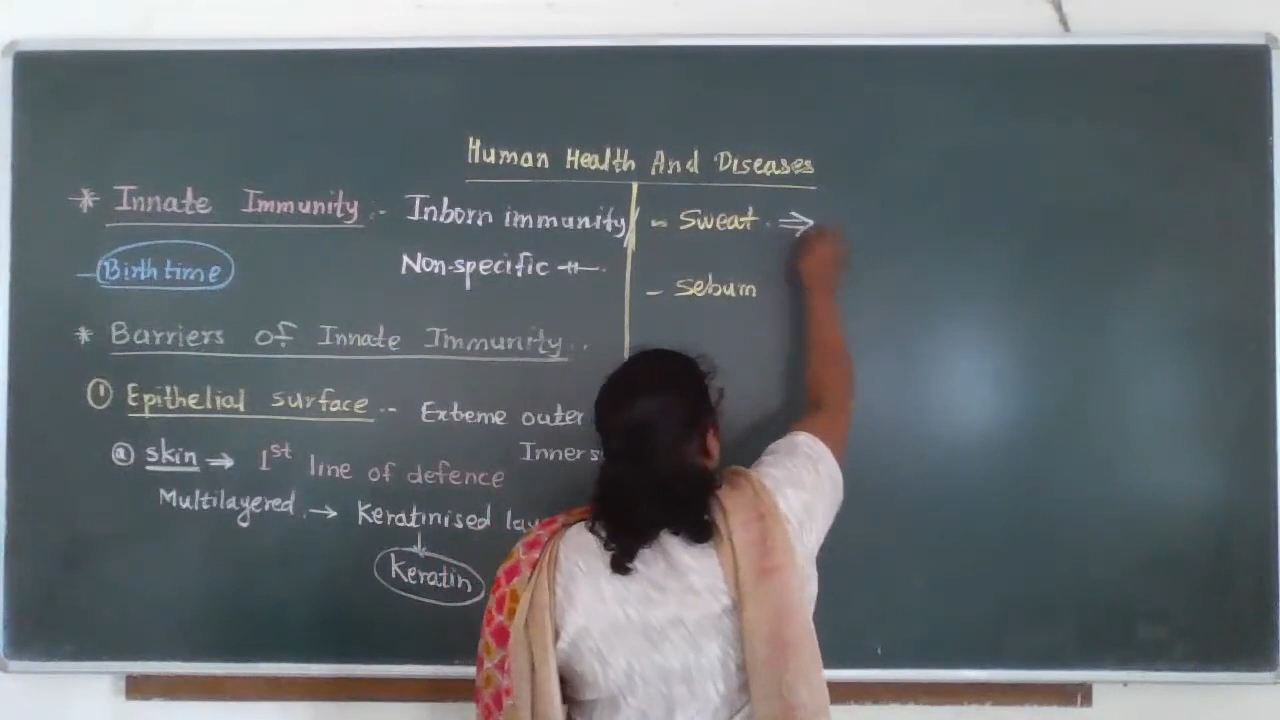 Human Health And Diseases
* Innate Immunity :- Inborn immunity
- Birth time
Non-specific -〃-
* Barriers of Innate Immunity :-
① Epithelial surface :- Exteme outer
Inner
ⓐ skin → 1st line of defence
Multilayered. → Keratinised
↓
Keratin
- Sweat ⇒
- Sebum